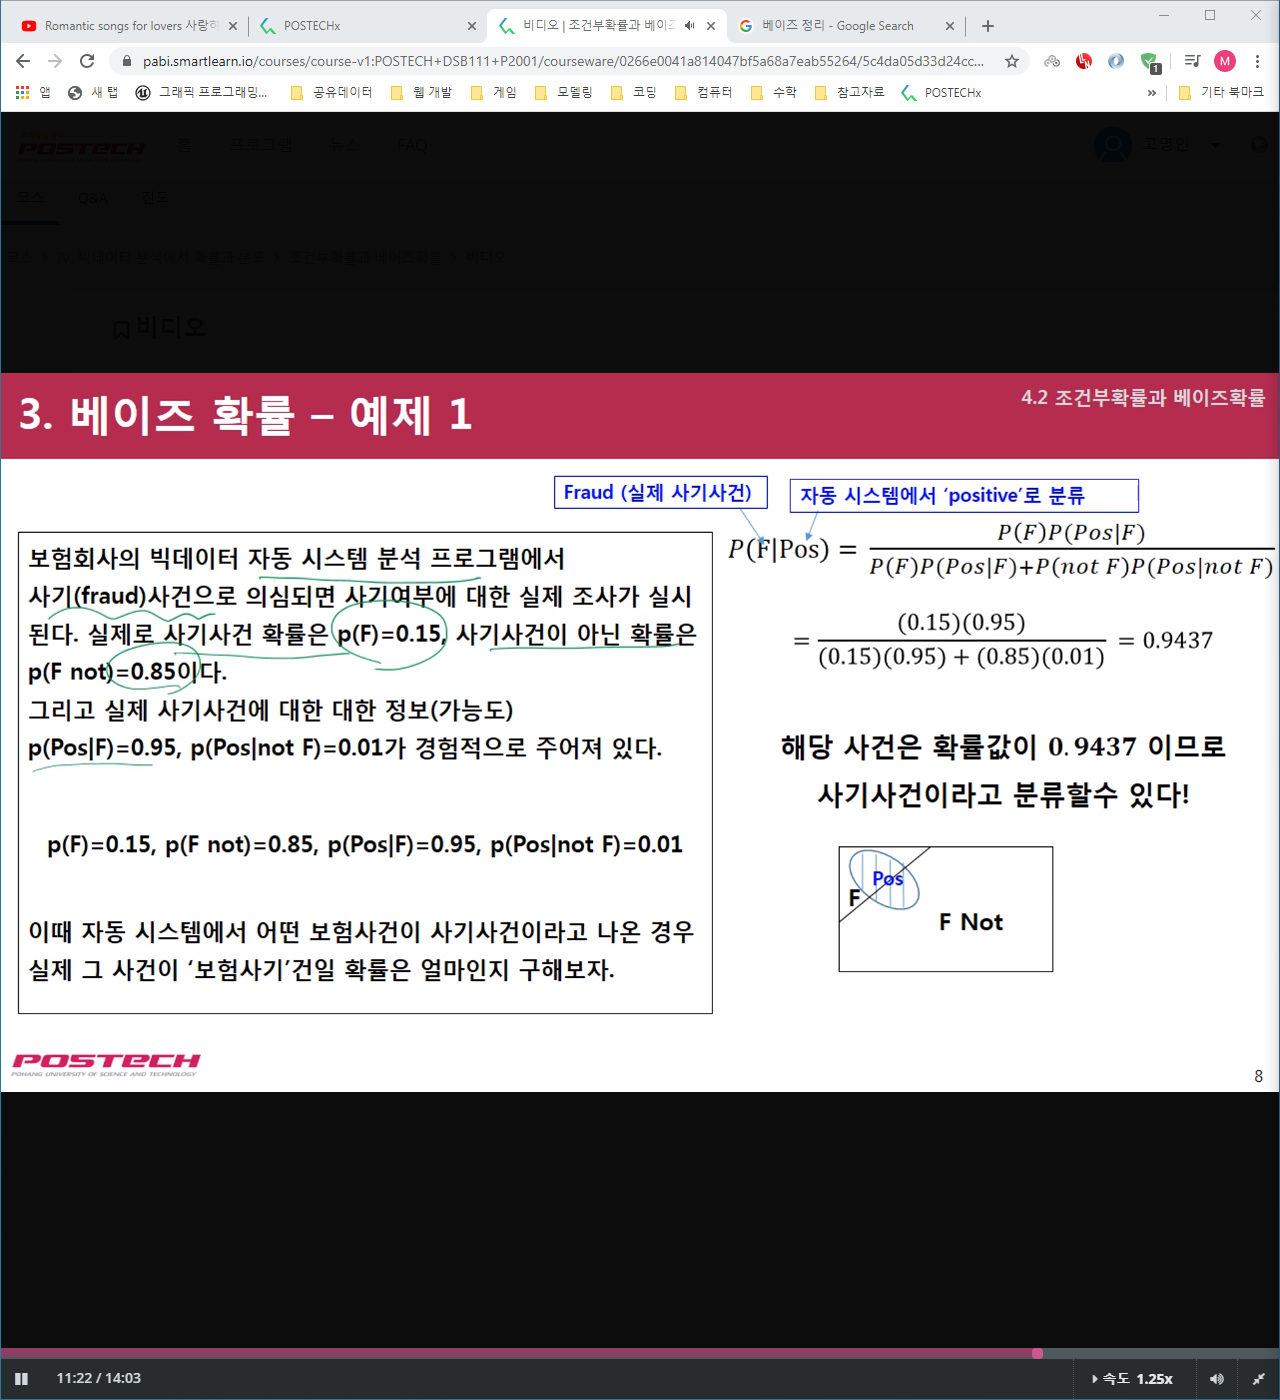 Romantic songs for lovers 사랑하
POSTECHx
비디오 | 조건부확률과 베이즈
베이즈 정리 - Google Search
pabi.smartlearn.io/courses/course-v1:POSTECH+DSB111+P2001/courseware/0266e0041a814047bf5a68a7eab55264/5c4da05d33d24cc...
1
M
앱
새 탭
그래픽 프로그래밍...
공유데이터
웹 개발
게임
모델링
코딩
컴퓨터
수학
참고자료
POSTECHx
»
기타 북마크
POSTECH
홈
프로그램
뉴스
FAQ
고영인
코스
Q&A
진도
비디오
3. 베이즈 확률 – 예제 1
4.2 조건부확률과 베이즈확률
Fraud (실제 사기사건)
자동 시스템에서 ‘positive’로 분류
보험회사의 빅데이터 자동 시스템 분석 프로그램에서
사기(fraud)사건으로 의심되면 사기여부에 대한 실제 조사가 실시
된다. 실제로 사기사건 확률은 p(F)=0.15, 사기사건이 아닌 확률은
p(F not)=0.85이다.
그리고 실제 사기사건에 대한 대한 정보(가능도)
p(Pos|F)=0.95, p(Pos|not F)=0.01가 경험적으로 주어져 있다.
p(F)=0.15, p(F not)=0.85, p(Pos|F)=0.95, p(Pos|not F)=0.01
이때 자동 시스템에서 어떤 보험사건이 사기사건이라고 나온 경우
실제 그 사건이 ‘보험사기’건일 확률은 얼마인지 구해보자.
P(F|Pos) =
P(F)P(Pos|F)
P(F)P(Pos|F)+P(not F)P(Pos|not F)
=
(0.15)(0.95)
(0.15)(0.95) + (0.85)(0.01)
= 0.9437
해당 사건은 확률값이 0.9437 이므로
사기사건이라고 분류할수 있다!
Pos
F
F Not
POSTECH
POHANG UNIVERSITY OF SCIENCE AND TECHNOLOGY
8
11:22 / 14:03
속도 1.25x